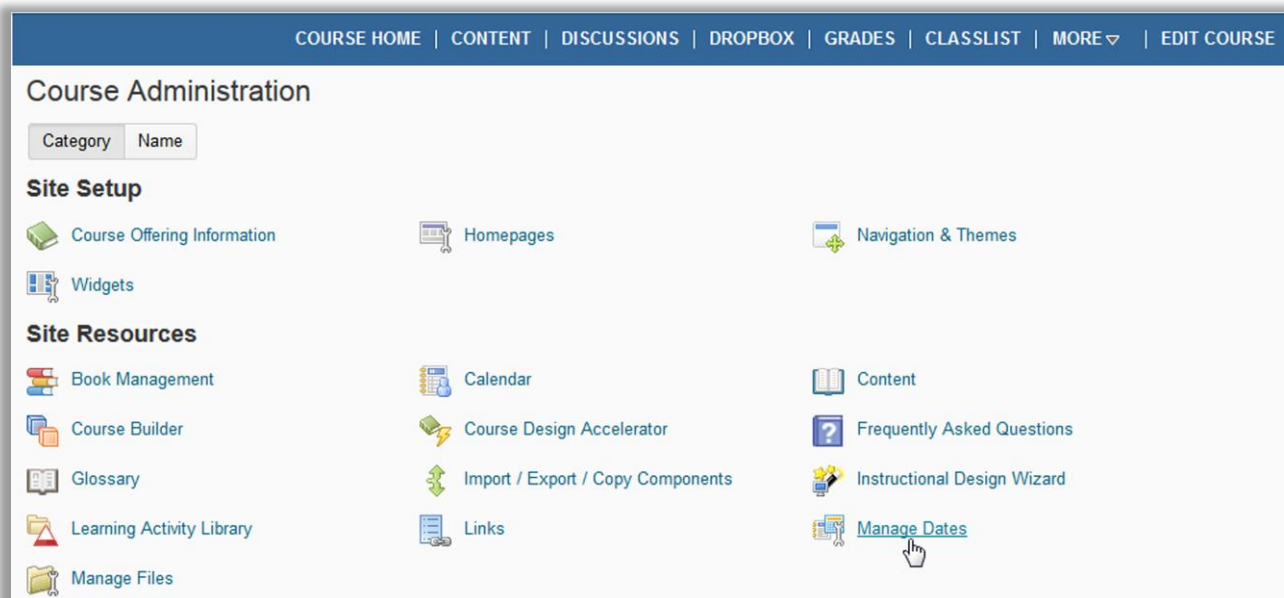 COURSE HOME | CONTENT | DISCUSSIONS | DROPBOX | GRADES | CLASSLIST | MORE | EDIT COURSE
Course Administration
Category Name
Site Setup
Course Offering Information Homepages Navigation & Themes
Widgets
Site Resources
Book Management Calendar Content
Course Builder Course Design Accelerator Frequently Asked Questions
Glossary Import / Export / Copy Components Instructional Design Wizard
Learning Activity Library Links Manage Dates
Manage Files